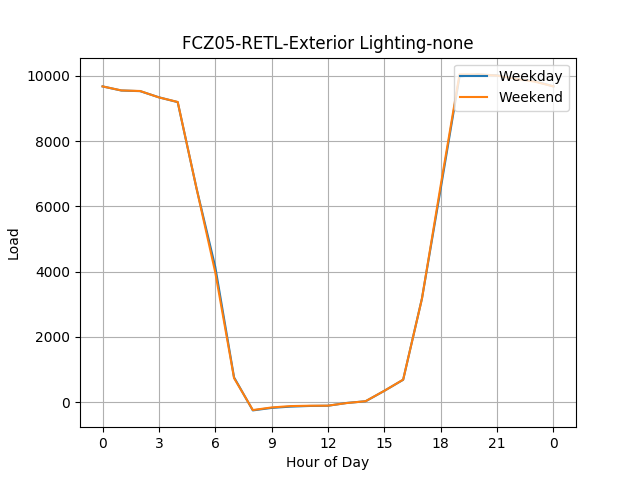 FCZ05-RETL-Exterior Lighting-none
Weekday
Weekend
10000
8000
6000
4000
2000
0
Load
0 3 6 9 12 15 18 21 0
Hour of Day